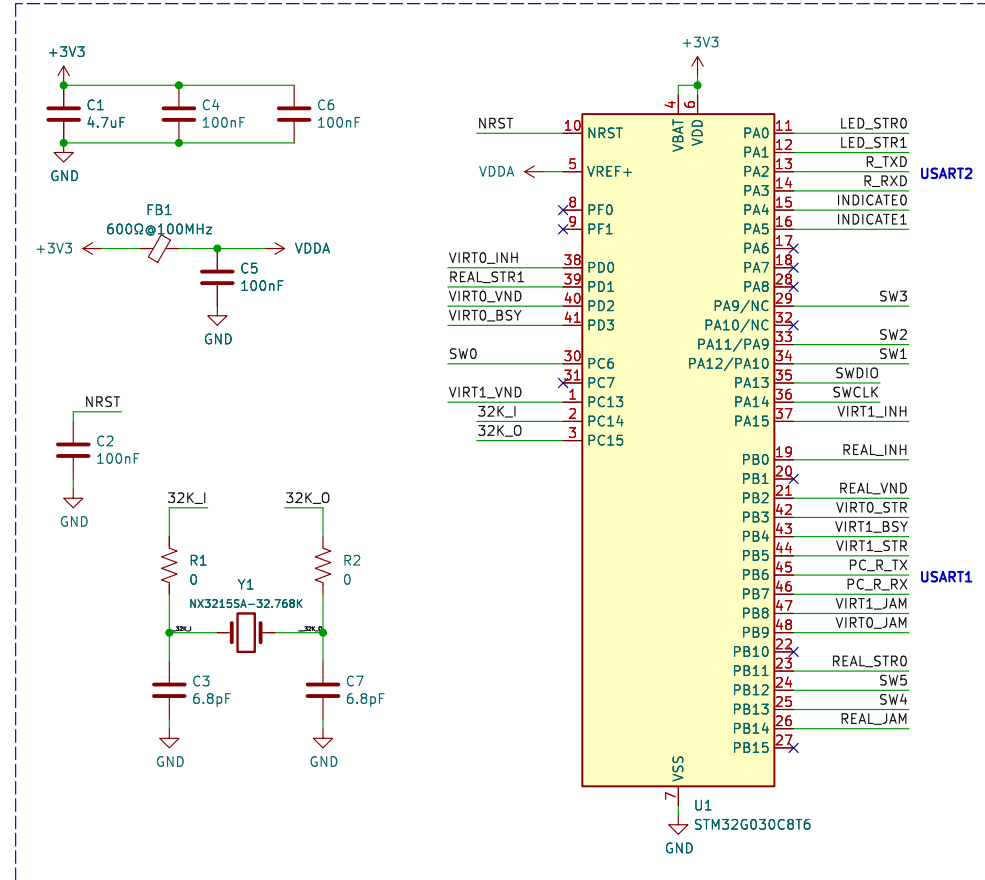 +3V3
C1
4.7uF
C4
100nF
C6
100nF
GND
FB1
600Ω@100MHz
+3V3
VDDA
C5
100nF
GND
NRST
C2
100nF
GND
32K_I
32K_O
R1
0
R2
0
Y1
NX3215SA-32.768K
_32K_I
_32K_O
C3
6.8pF
C7
6.8pF
GND
GND
+3V3
4
6
VBAT
VDD
NRST 10 NRST
VDDA 5 VREF+
8 PF0
9 PF1
VIRT0_INH 38 PD0
REAL_STR1 39 PD1
VIRT0_VND 40 PD2
VIRT0_BSY 41 PD3
SW0 30 PC6
31 PC7
VIRT1_VND 1 PC13
32K_I 2 PC14
32K_O 3 PC15
PA0 11 LED_STR0
PA1 12 LED_STR1
PA2 13 R_TXD
USART2
PA3 14 R_RXD
PA4 15 INDICATE0
PA5 16 INDICATE1
PA6 17
PA7 18
PA8 28
PA9/NC 29 SW3
PA10/NC 32
PA11/PA9 33 SW2
PA12/PA10 34 SW1
PA13 35 SWDIO
PA14 36 SWCLK
PA15 37 VIRT1_INH
PB0 19 REAL_INH
PB1 20
PB2 21 REAL_VND
PB3 42 VIRT0_STR
PB4 43 VIRT1_BSY
PB5 44 VIRT1_STR
PB6 45 PC_R_TX
USART1
PB7 46 PC_R_RX
PB8 47 VIRT1_JAM
PB9 48 VIRT0_JAM
PB10 22
PB11 23 REAL_STR0
PB12 24 SW5
PB13 25 SW4
PB14 26 REAL_JAM
PB15 27
VSS
7
U1
STM32G030C8T6
GND